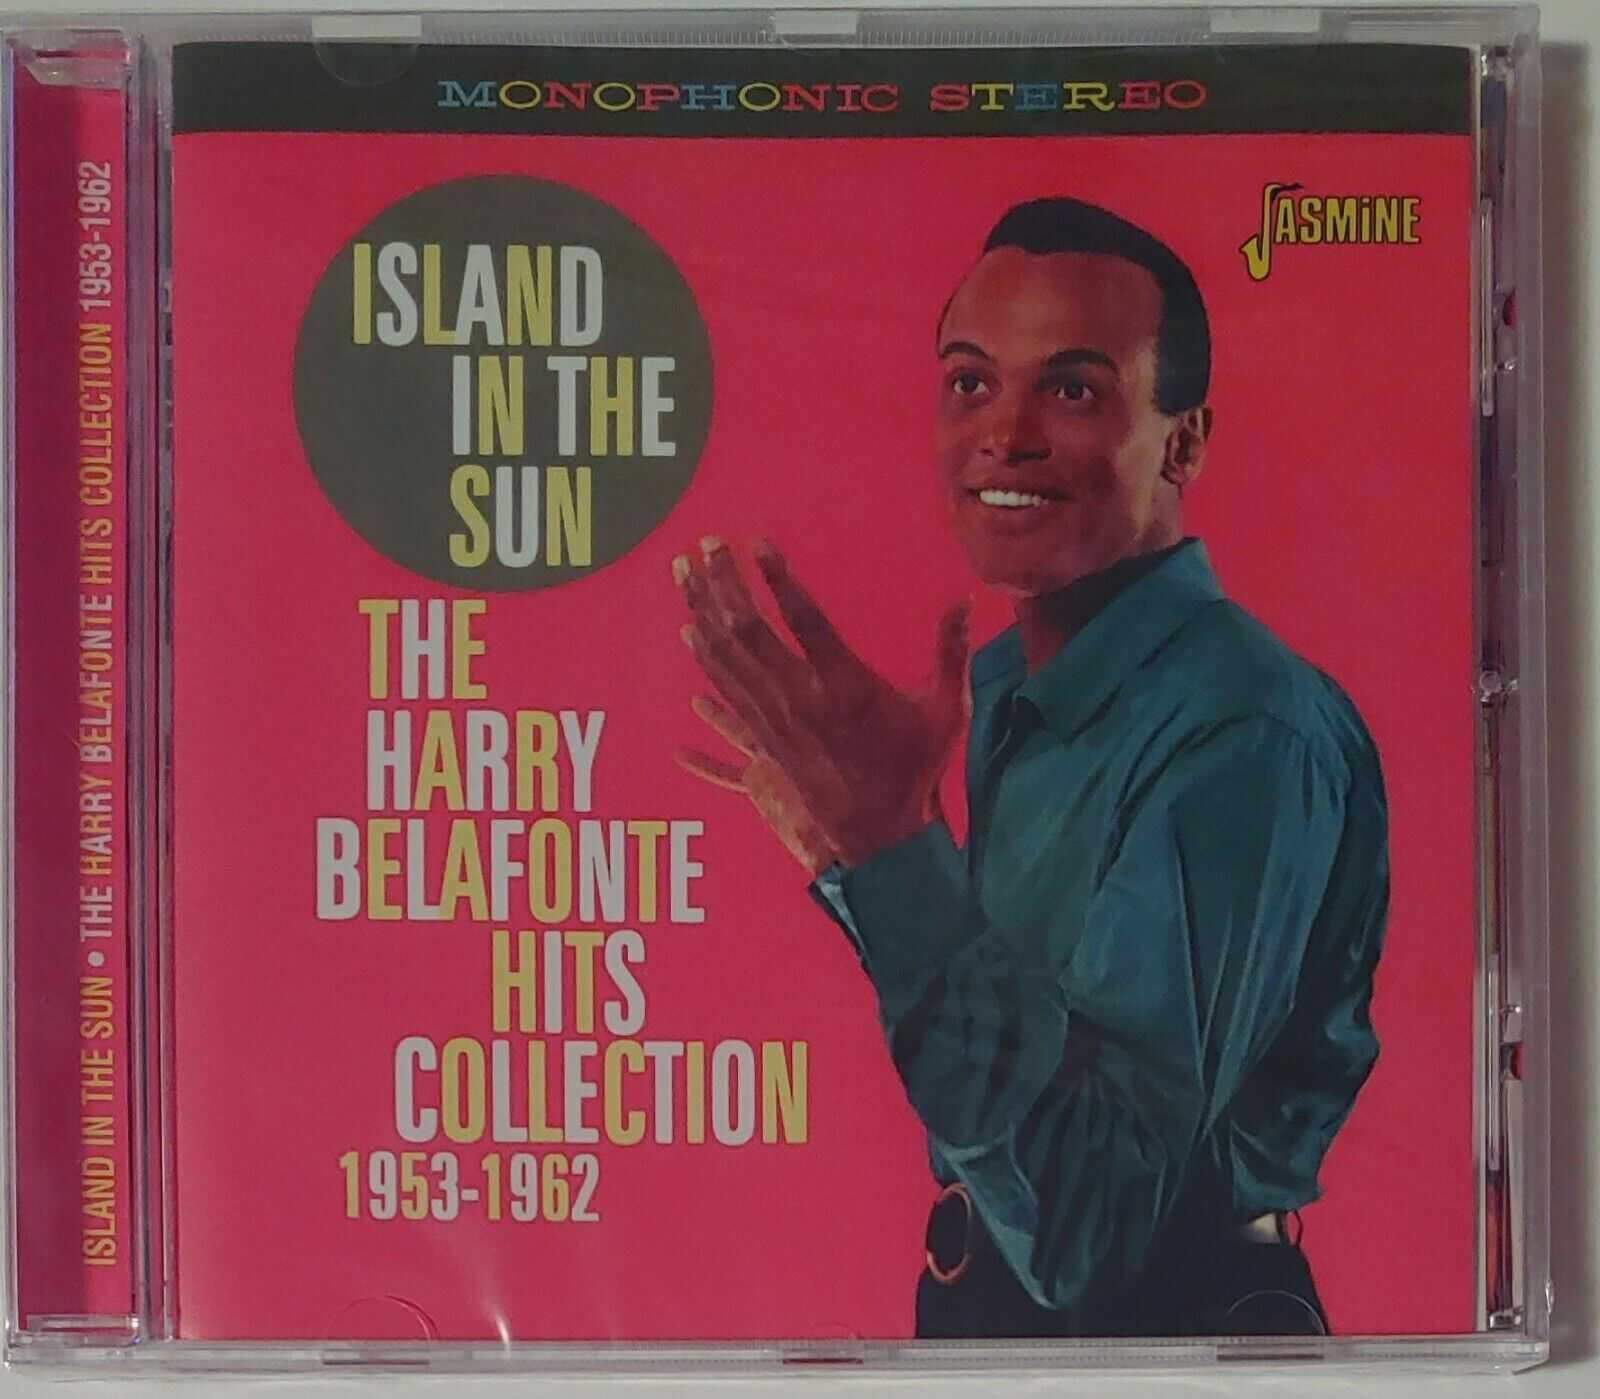 MONOPHONIC STEREO
JASMiNE
ISLAND
IN THE
SUN
THE
HARRY
BELAFONTE
HITS
COLLECTION
1953-1962
ISLAND IN THE SUN • THE HARRY BELAFONTE HITS COLLECTION 1953-1962